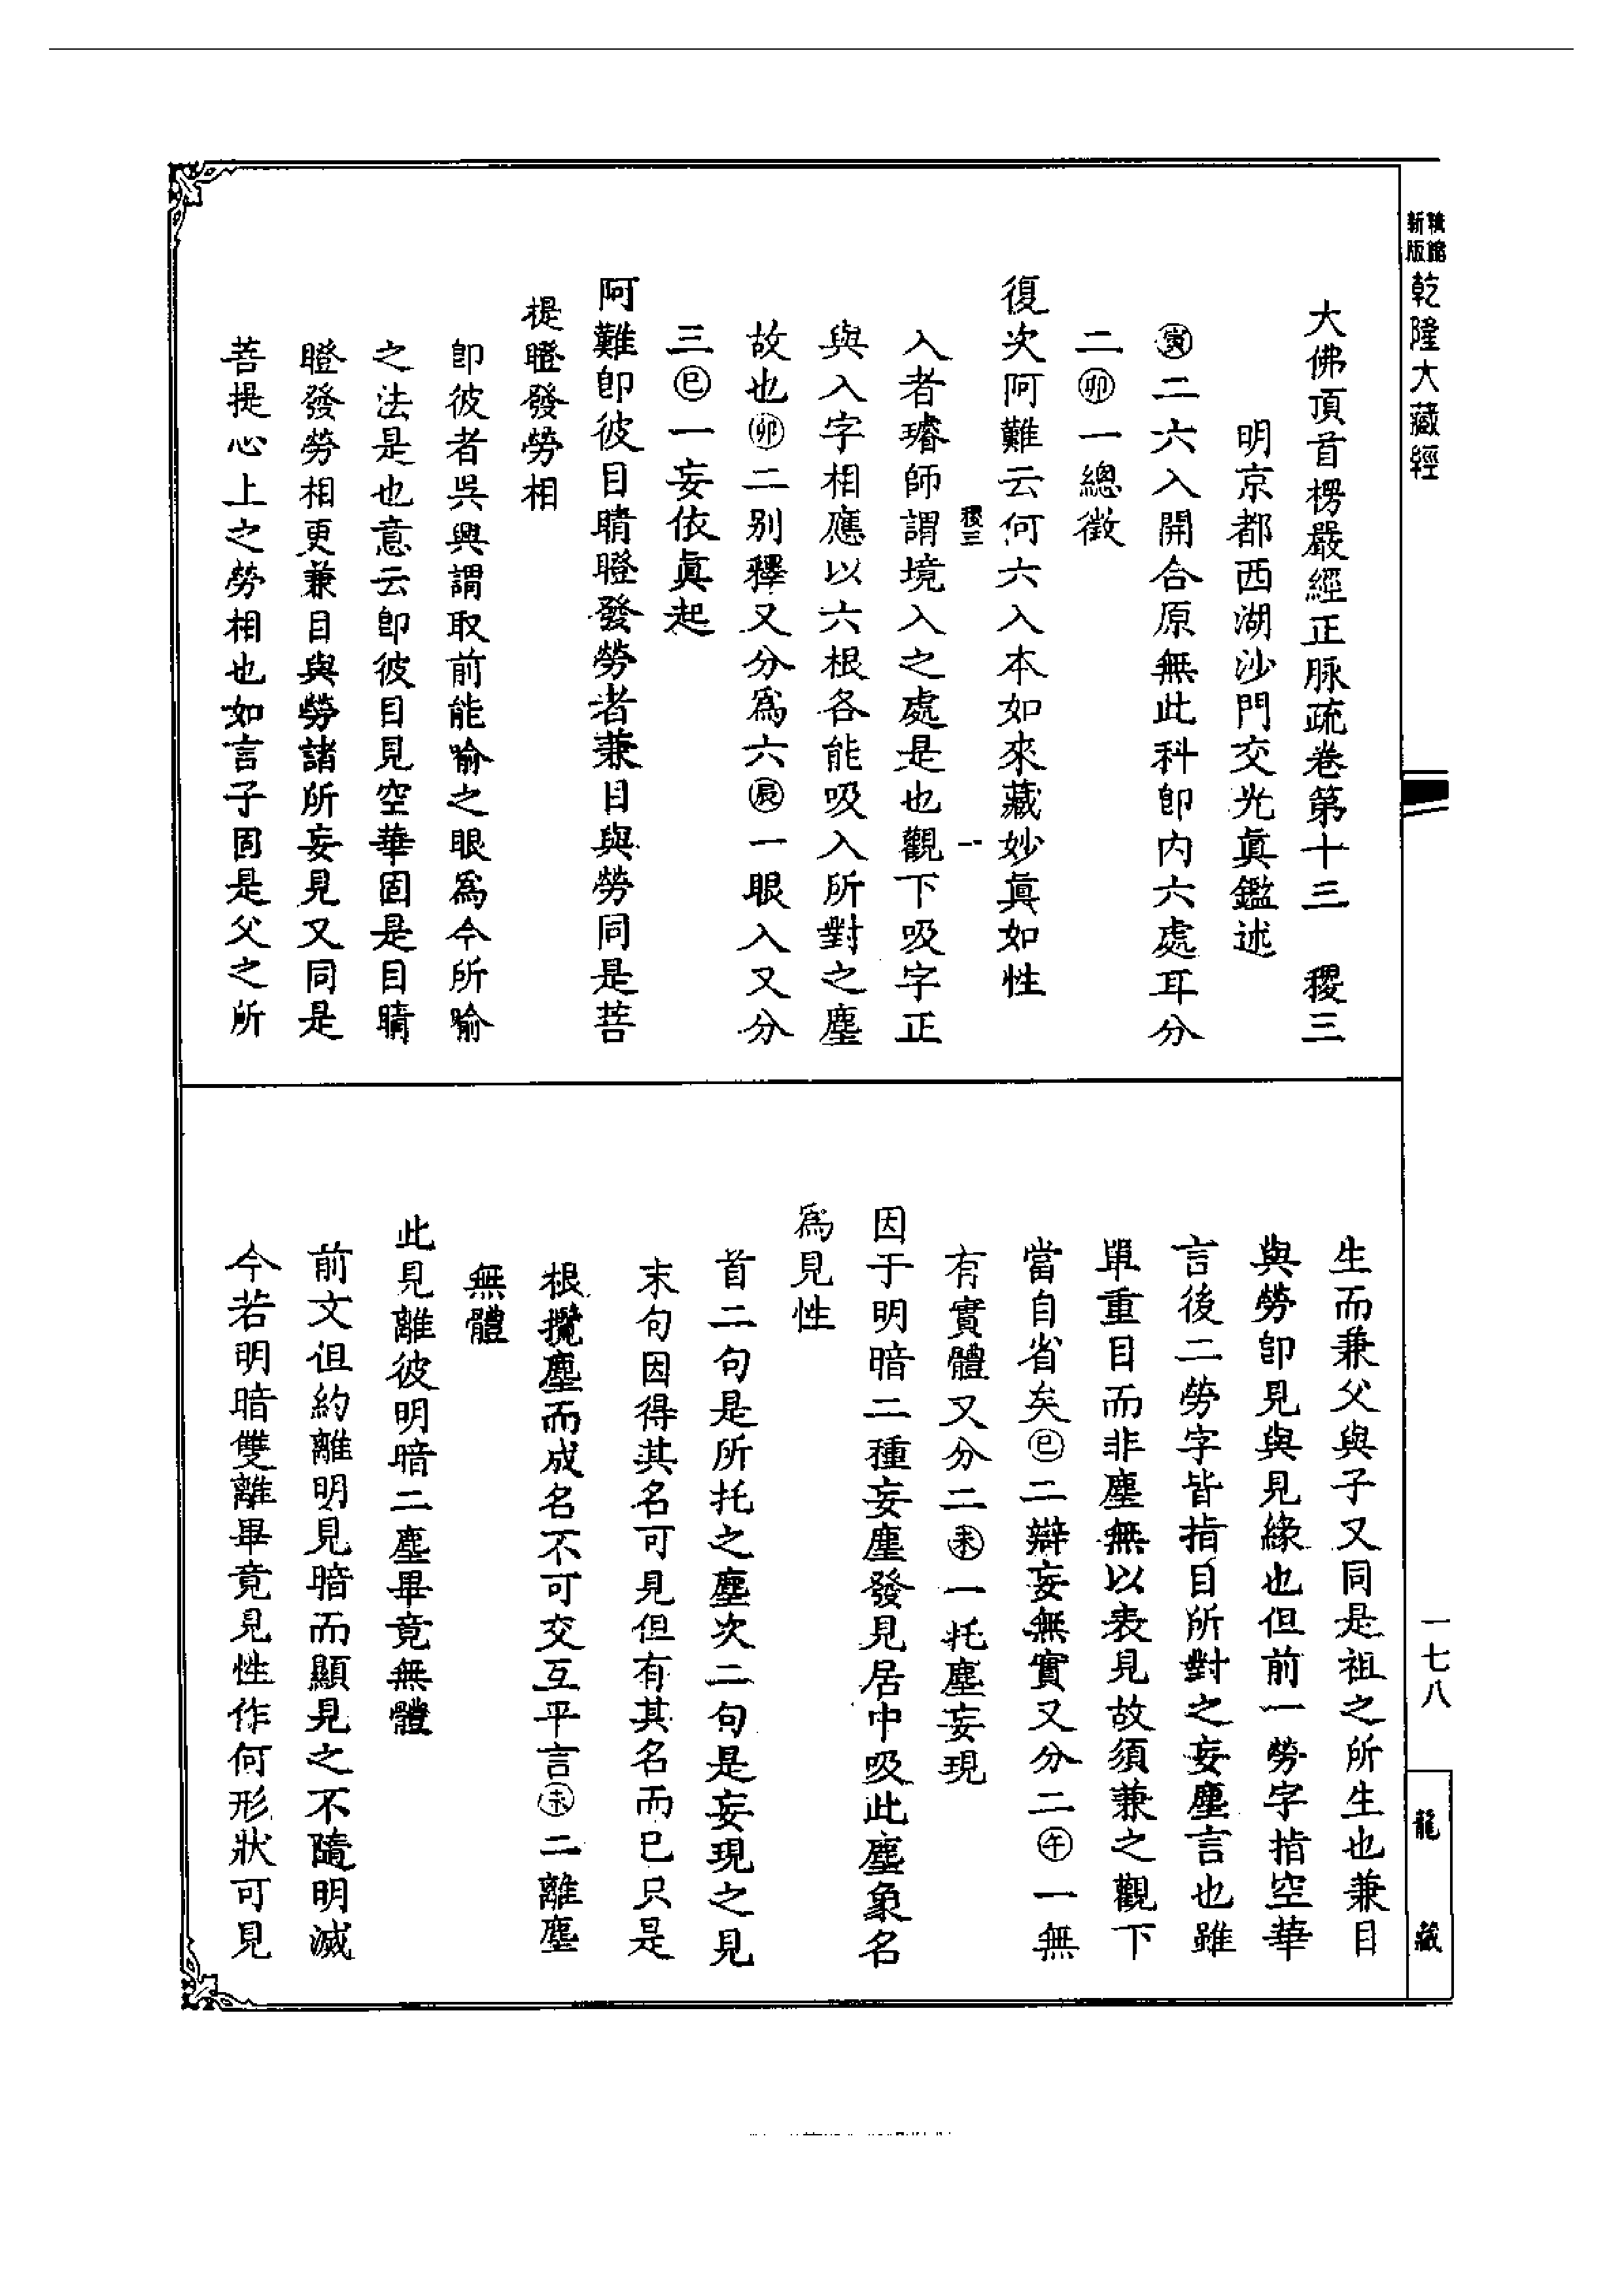 新版
乾隆大藏經
大佛頂首楞嚴經正脉疏卷第十三　稷三
明京都西湖沙門交光眞鑑述
㊢二六入開合原無此科卽內六處耳分
二㊞一總徵
復次阿難云何六入本如來藏妙眞如性
稷三　一
入者璿師謂境入之處是也觀下吸字正
與入字相應以六根各能吸入所對之塵
故也(卯)二別釋又分爲六(辰)一眼入又分
三(巳)一妄依眞起
阿難卽彼目睛瞪發勞者兼目與勞同是菩
提瞪發勞相
卽彼者吳興謂取前能喻之眼爲今所喻
之法是也意云卽彼目見空華固是目睛
瞪發勞相更兼目與勞諸所妄見又同是
菩提心上之勞相也如言子固是父之所
生而兼父與子又同是祖之所生也兼目
與勞卽見與見緣也但前一勞字指空華
言後二勞字皆指目所對之妄塵言也雖
單重目而非塵無以表見故須兼之觀下
當自省矣(巳)二辯妄無實又分二(午)一無
有實體又分二(未)一托塵妄現
因于明暗二種妄塵發見居中吸此塵象名
爲見性
首二句是所托之塵次二句是妄現之見
末句因得其名可見但有其名而已只是
根攬塵而成名不可交互平言(未)二離塵
無體
此見離彼明暗二塵畢竟無體
前文但約離明見暗而顯見之不隨明滅
今若明暗雙離畢竟見性作何形狀可見
一七八
龍藏